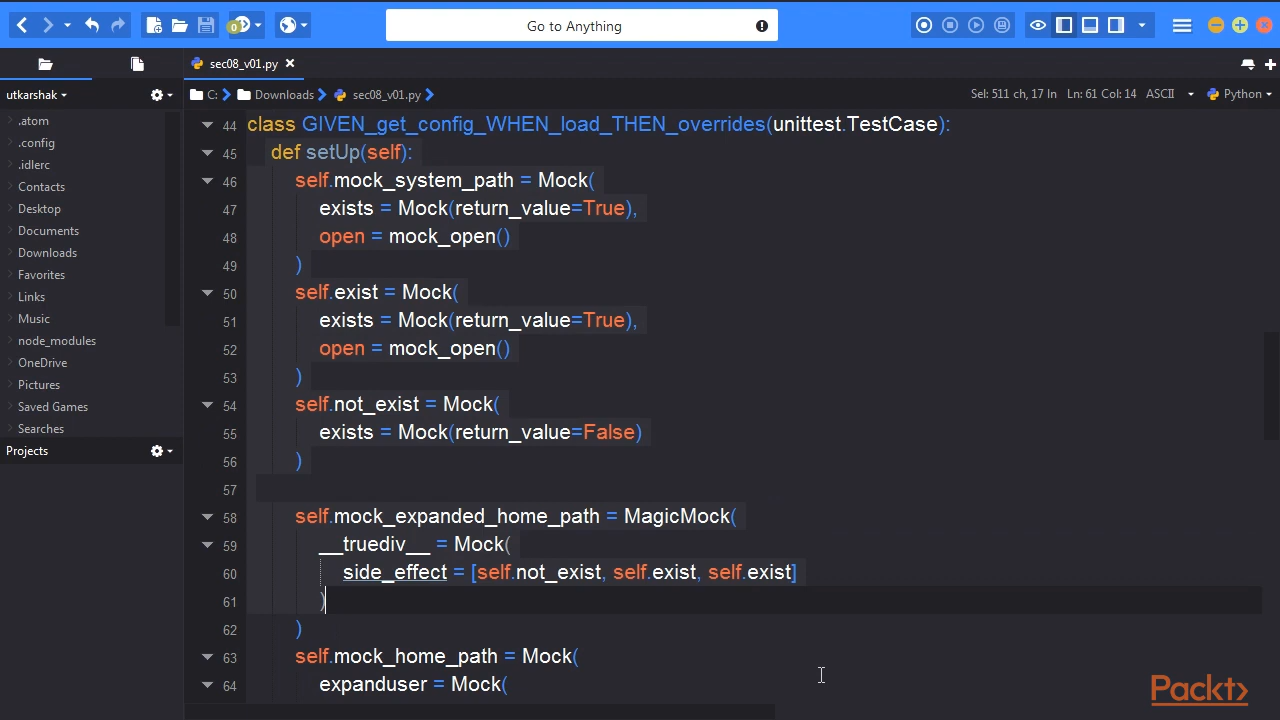 Go to Anything
0
sec08_v01.py
utkarshak
C: Downloads sec08_v01.py
Sel: 511 ch, 17 ln Ln: 61 Col: 14 ASCII Python
.atom
.config
.idlerc
Contacts
Desktop
Documents
Downloads
Favorites
Links
Music
node_modules
OneDrive
Pictures
Saved Games
Searches
Projects
44 class GIVEN_get_config_WHEN_load_THEN_overrides(unittest.TestCase):
45 def setUp(self):
46 self.mock_system_path = Mock(
47 exists = Mock(return_value=True),
48 open = mock_open()
49 )
50 self.exist = Mock(
51 exists = Mock(return_value=True),
52 open = mock_open()
53 )
54 self.not_exist = Mock(
55 exists = Mock(return_value=False)
56 )
57
58 self.mock_expanded_home_path = MagicMock(
59 __truediv__ = Mock(
60 side_effect = [self.not_exist, self.exist, self.exist]
61 )
62 )
63 self.mock_home_path = Mock(
64 expanduser = Mock(
Packt>